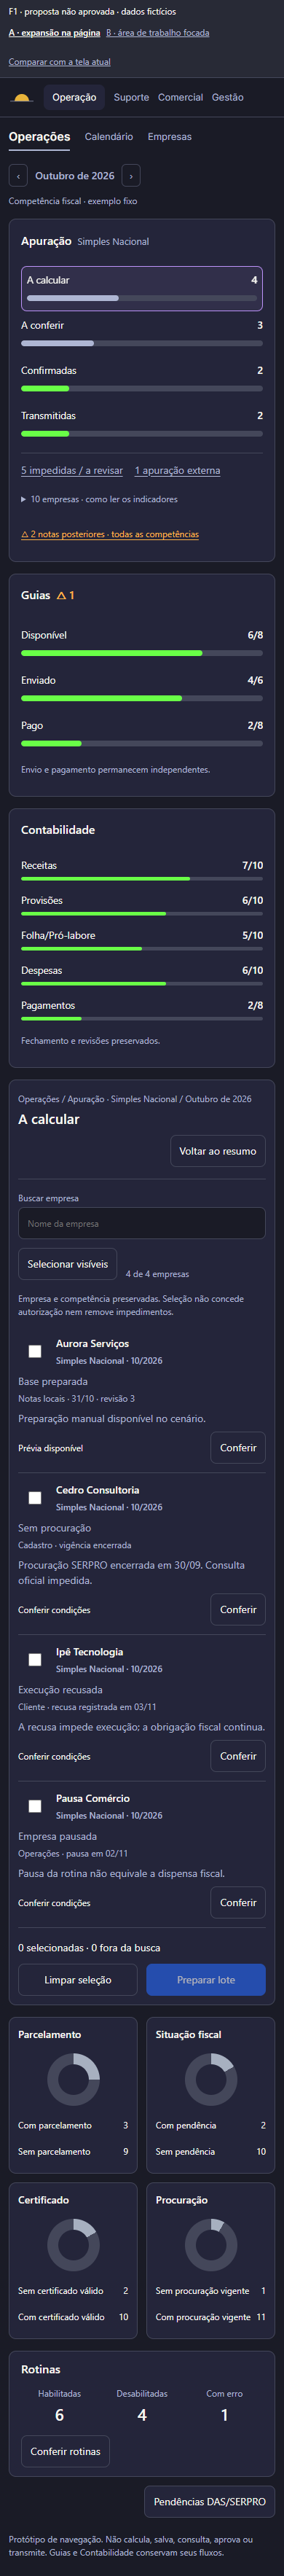 F1 · proposta não aprovada · dados fictícios
A · expansão na página B · área de trabalho focada
Comparar com a tela atual
Operação Suporte Comercial Gestão
Operações Calendário Empresas
‹ Outubro de 2026 ›
Competência fiscal · exemplo fixo
Apuração Simples Nacional
A calcular 4
A conferir 3
Confirmadas 2
Transmitidas 2
5 impedidas / a revisar 1 apuração externa
▶ 10 empresas · como ler os indicadores
△ 2 notas posteriores · todas as competências
Guias △ 1
Disponível 6/8
Enviado 4/6
Pago 2/8
Envio e pagamento permanecem independentes.
Contabilidade
Receitas 7/10
Provisões 6/10
Folha/Pró-labore 5/10
Despesas 6/10
Pagamentos 2/8
Fechamento e revisões preservados.
Operações / Apuração · Simples Nacional / Outubro de 2026
A calcular
Voltar ao resumo
Buscar empresa
Nome da empresa
Selecionar visíveis 4 de 4 empresas
Empresa e competência preservadas. Seleção não concede
autorização nem remove impedimentos.
Aurora Serviços
Simples Nacional · 10/2026
Base preparada
Notas locais · 31/10 · revisão 3
Preparação manual disponível no cenário.
Prévia disponível Conferir
Cedro Consultoria
Simples Nacional · 10/2026
Sem procuração
Cadastro · vigência encerrada
Procuração SERPRO encerrada em 30/09. Consulta
oficial impedida.
Conferir condições Conferir
Ipê Tecnologia
Simples Nacional · 10/2026
Execução recusada
Cliente · recusa registrada em 03/11
A recusa impede execução; a obrigação fiscal continua.
Conferir condições Conferir
Pausa Comércio
Simples Nacional · 10/2026
Empresa pausada
Operações · pausa em 02/11
Pausa da rotina não equivale a dispensa fiscal.
Conferir condições Conferir
0 selecionadas · 0 fora da busca
Limpar seleção Preparar lote
Parcelamento
Com parcelamento 3
Sem parcelamento 9
Situação fiscal
Com pendência 2
Sem pendência 10
Certificado
Sem certificado válido 2
Com certificado válido 10
Procuração
Sem procuração vigente 1
Com procuração vigente 11
Rotinas
Habilitadas Desabilitadas Com erro
6 4 1
Conferir rotinas
Pendências DAS/SERPRO
Protótipo de navegação. Não calcula, salva, consulta, aprova ou
transmite. Guias e Contabilidade conservam seus fluxos.